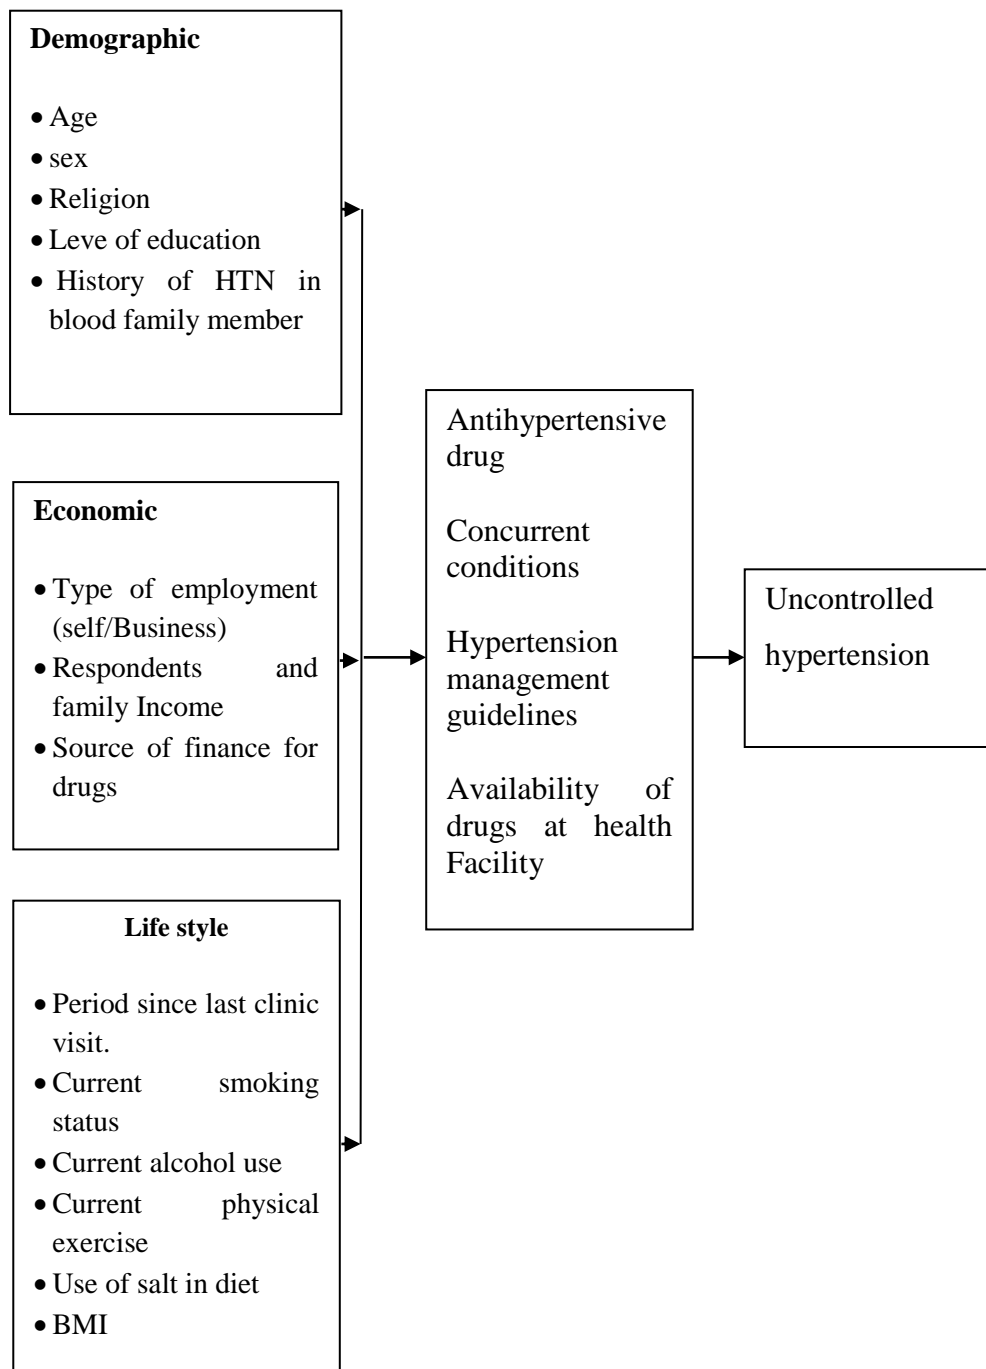 Demographic
• Age
• sex
• Religion
• Leve of education
• History of HTN in
blood family member
Economic
• Type of employment
(self/Business)
• Respondents and
family Income
• Source of finance for
drugs
Life style
• Period since last clinic
visit.
• Current smoking
status
• Current alcohol use
• Current physical
exercise
• Use of salt in diet
• BMI
Antihypertensive
drug
Concurrent
conditions
Hypertension
management
guidelines
Availability of
drugs at health
Facility
Uncontrolled
hypertension